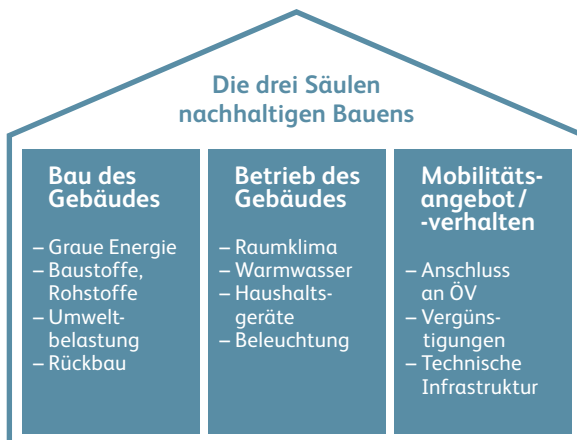 Die drei Säulen
nachhaltigen Bauens
Bau des
Gebäudes
– Graue Energie
– Baustoffe,
Rohstoffe
– Umwelt-
belastung
– Rückbau
Betrieb des
Gebäudes
– Raumklima
– Warmwasser
– Haushalts-
geräte
– Beleuchtung
Mobilitäts-
angebot /
-verhalten
– Anschluss
an ÖV
– Vergüns-
tigungen
– Technische
Infrastruktur